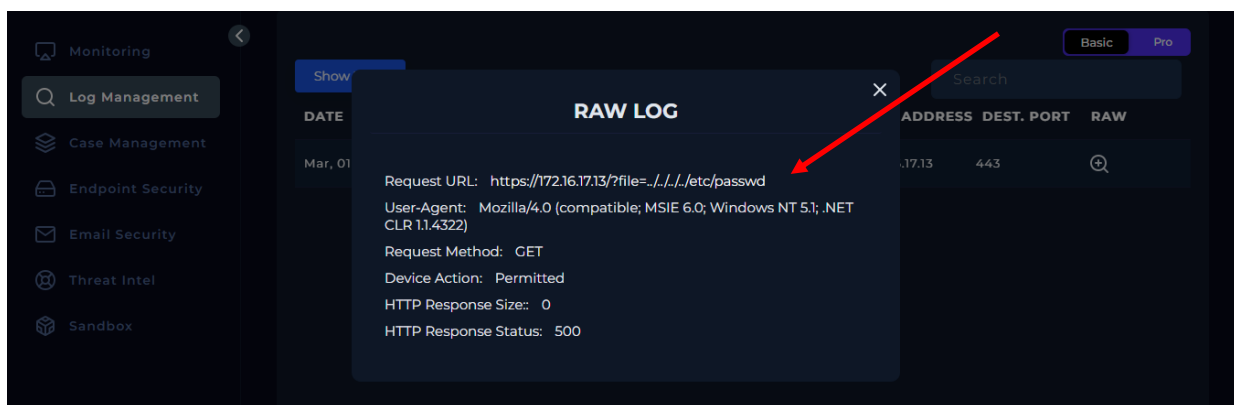 Monitoring
Basic Pro
Show
Search
Log Management
RAW LOG
DATE
ADDRESS DEST. PORT RAW
Case Management
Mar, 01
.17.13 443
Request URL: https://172.16.17.13/?file=../../../../etc/passwd
Endpoint Security
User-Agent: Mozilla/4.0 (compatible; MSIE 6.0; Windows NT 5.1; .NET
CLR 1.1.4322)
Email Security
Request Method: GET
Device Action: Permitted
Threat Intel
HTTP Response Size:: 0
Sandbox
HTTP Response Status: 500